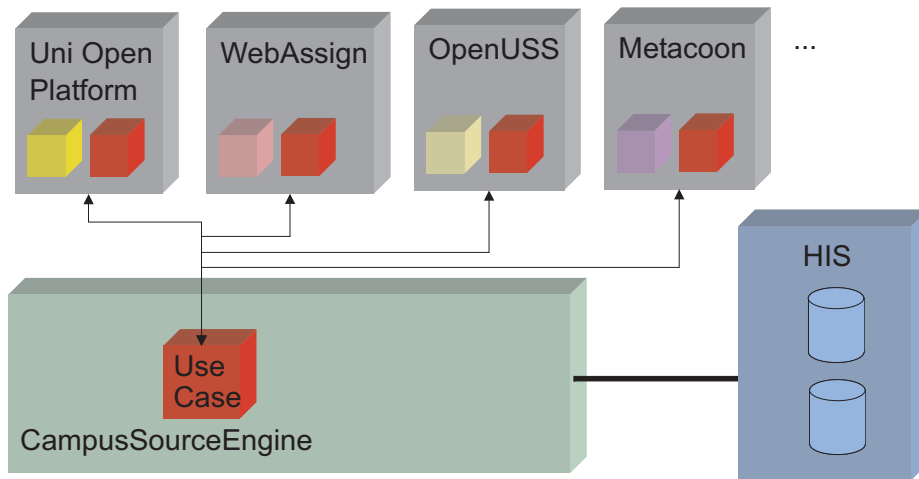 Uni Open
Platform
WebAssign
OpenUSS
Metacoon
...
HIS
Use
Case
CampusSourceEngine